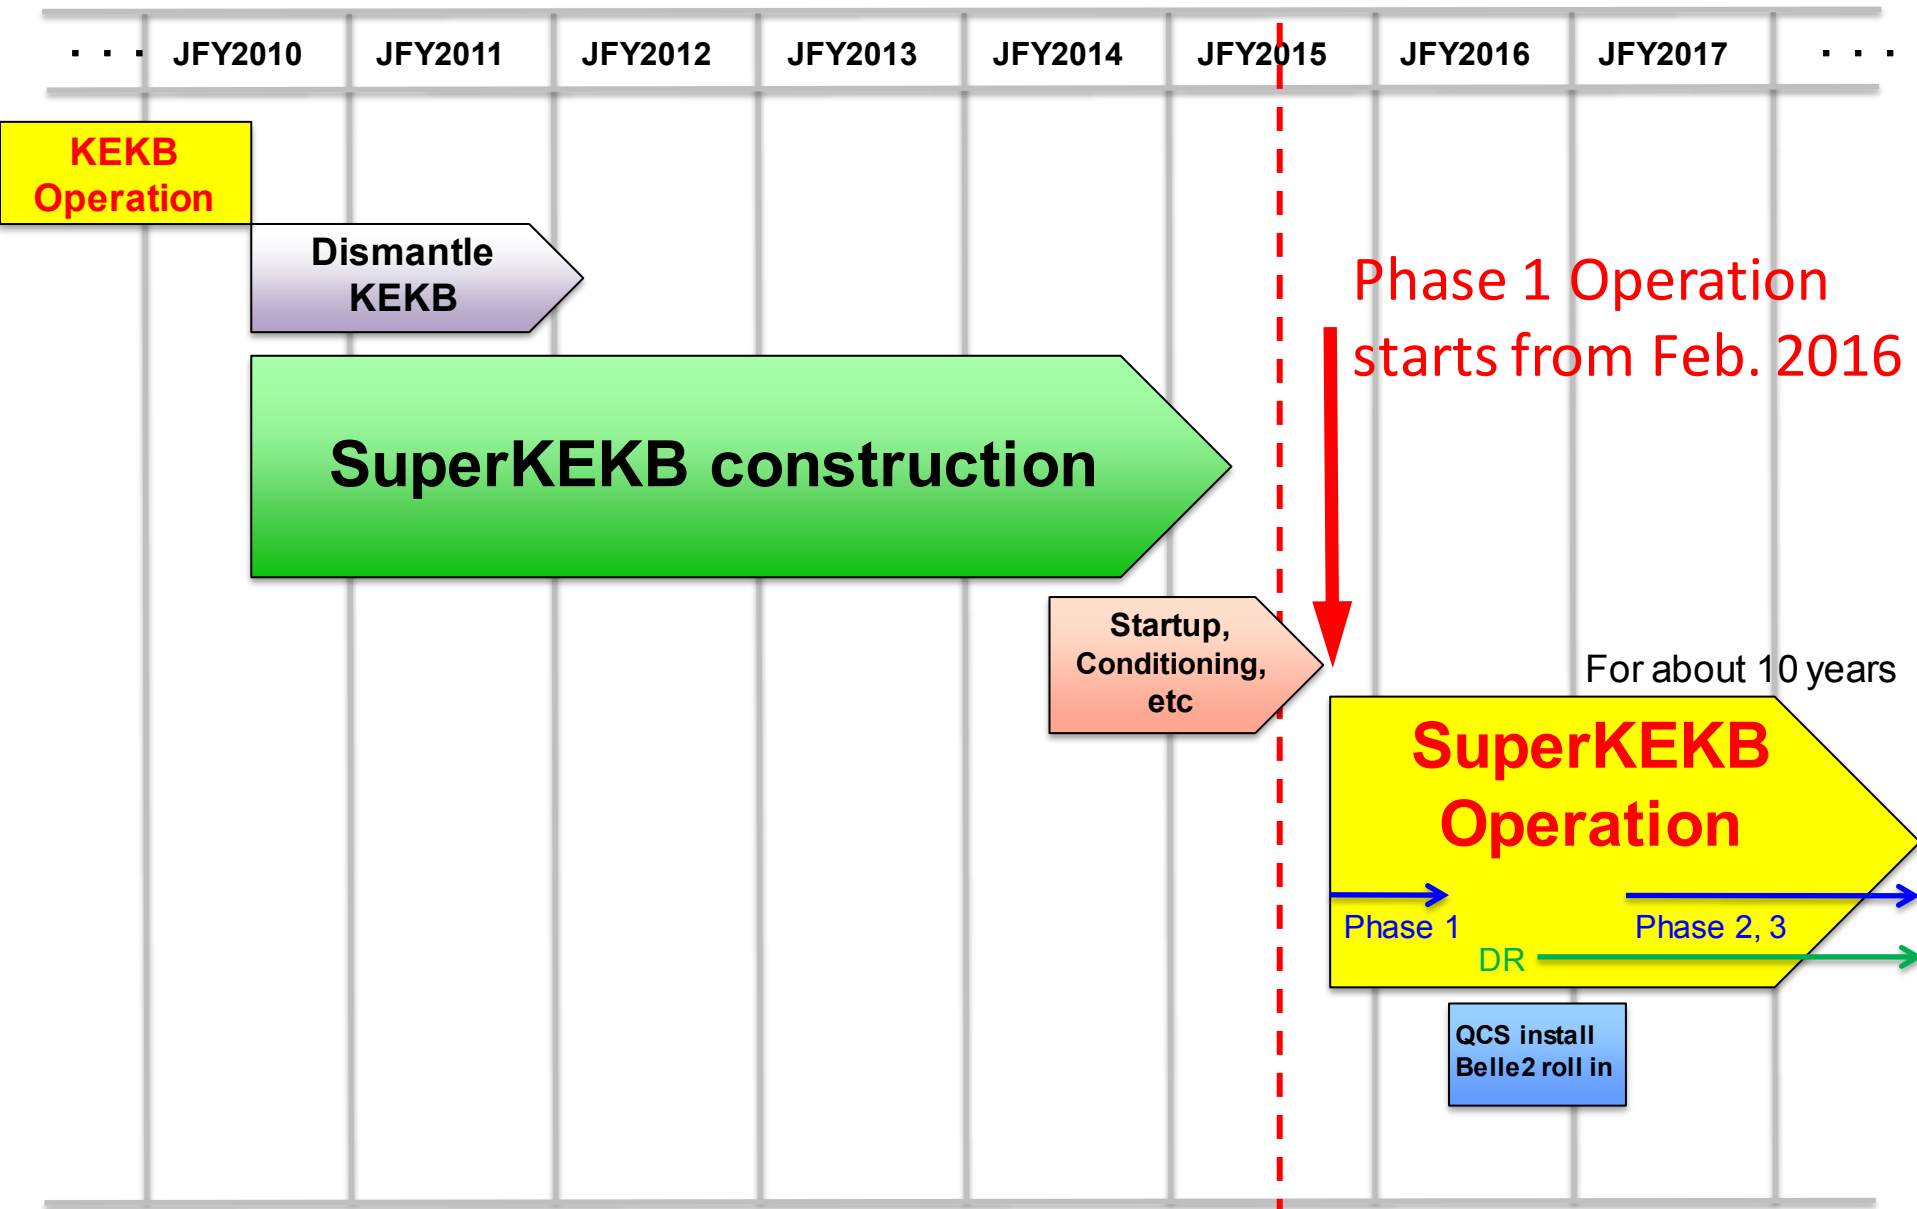 · · · JFY2010 JFY2011 JFY2012 JFY2013 JFY2014 JFY2015 JFY2016 JFY2017 · · ·
KEKB
Operation
Dismantle
KEKB
Phase 1 Operation
starts from Feb. 2016
SuperKEKB construction
Startup,
Conditioning,
etc
For about 10 years
SuperKEKB
Operation
Phase 1
Phase 2, 3
DR
QCS install
Belle2 roll in